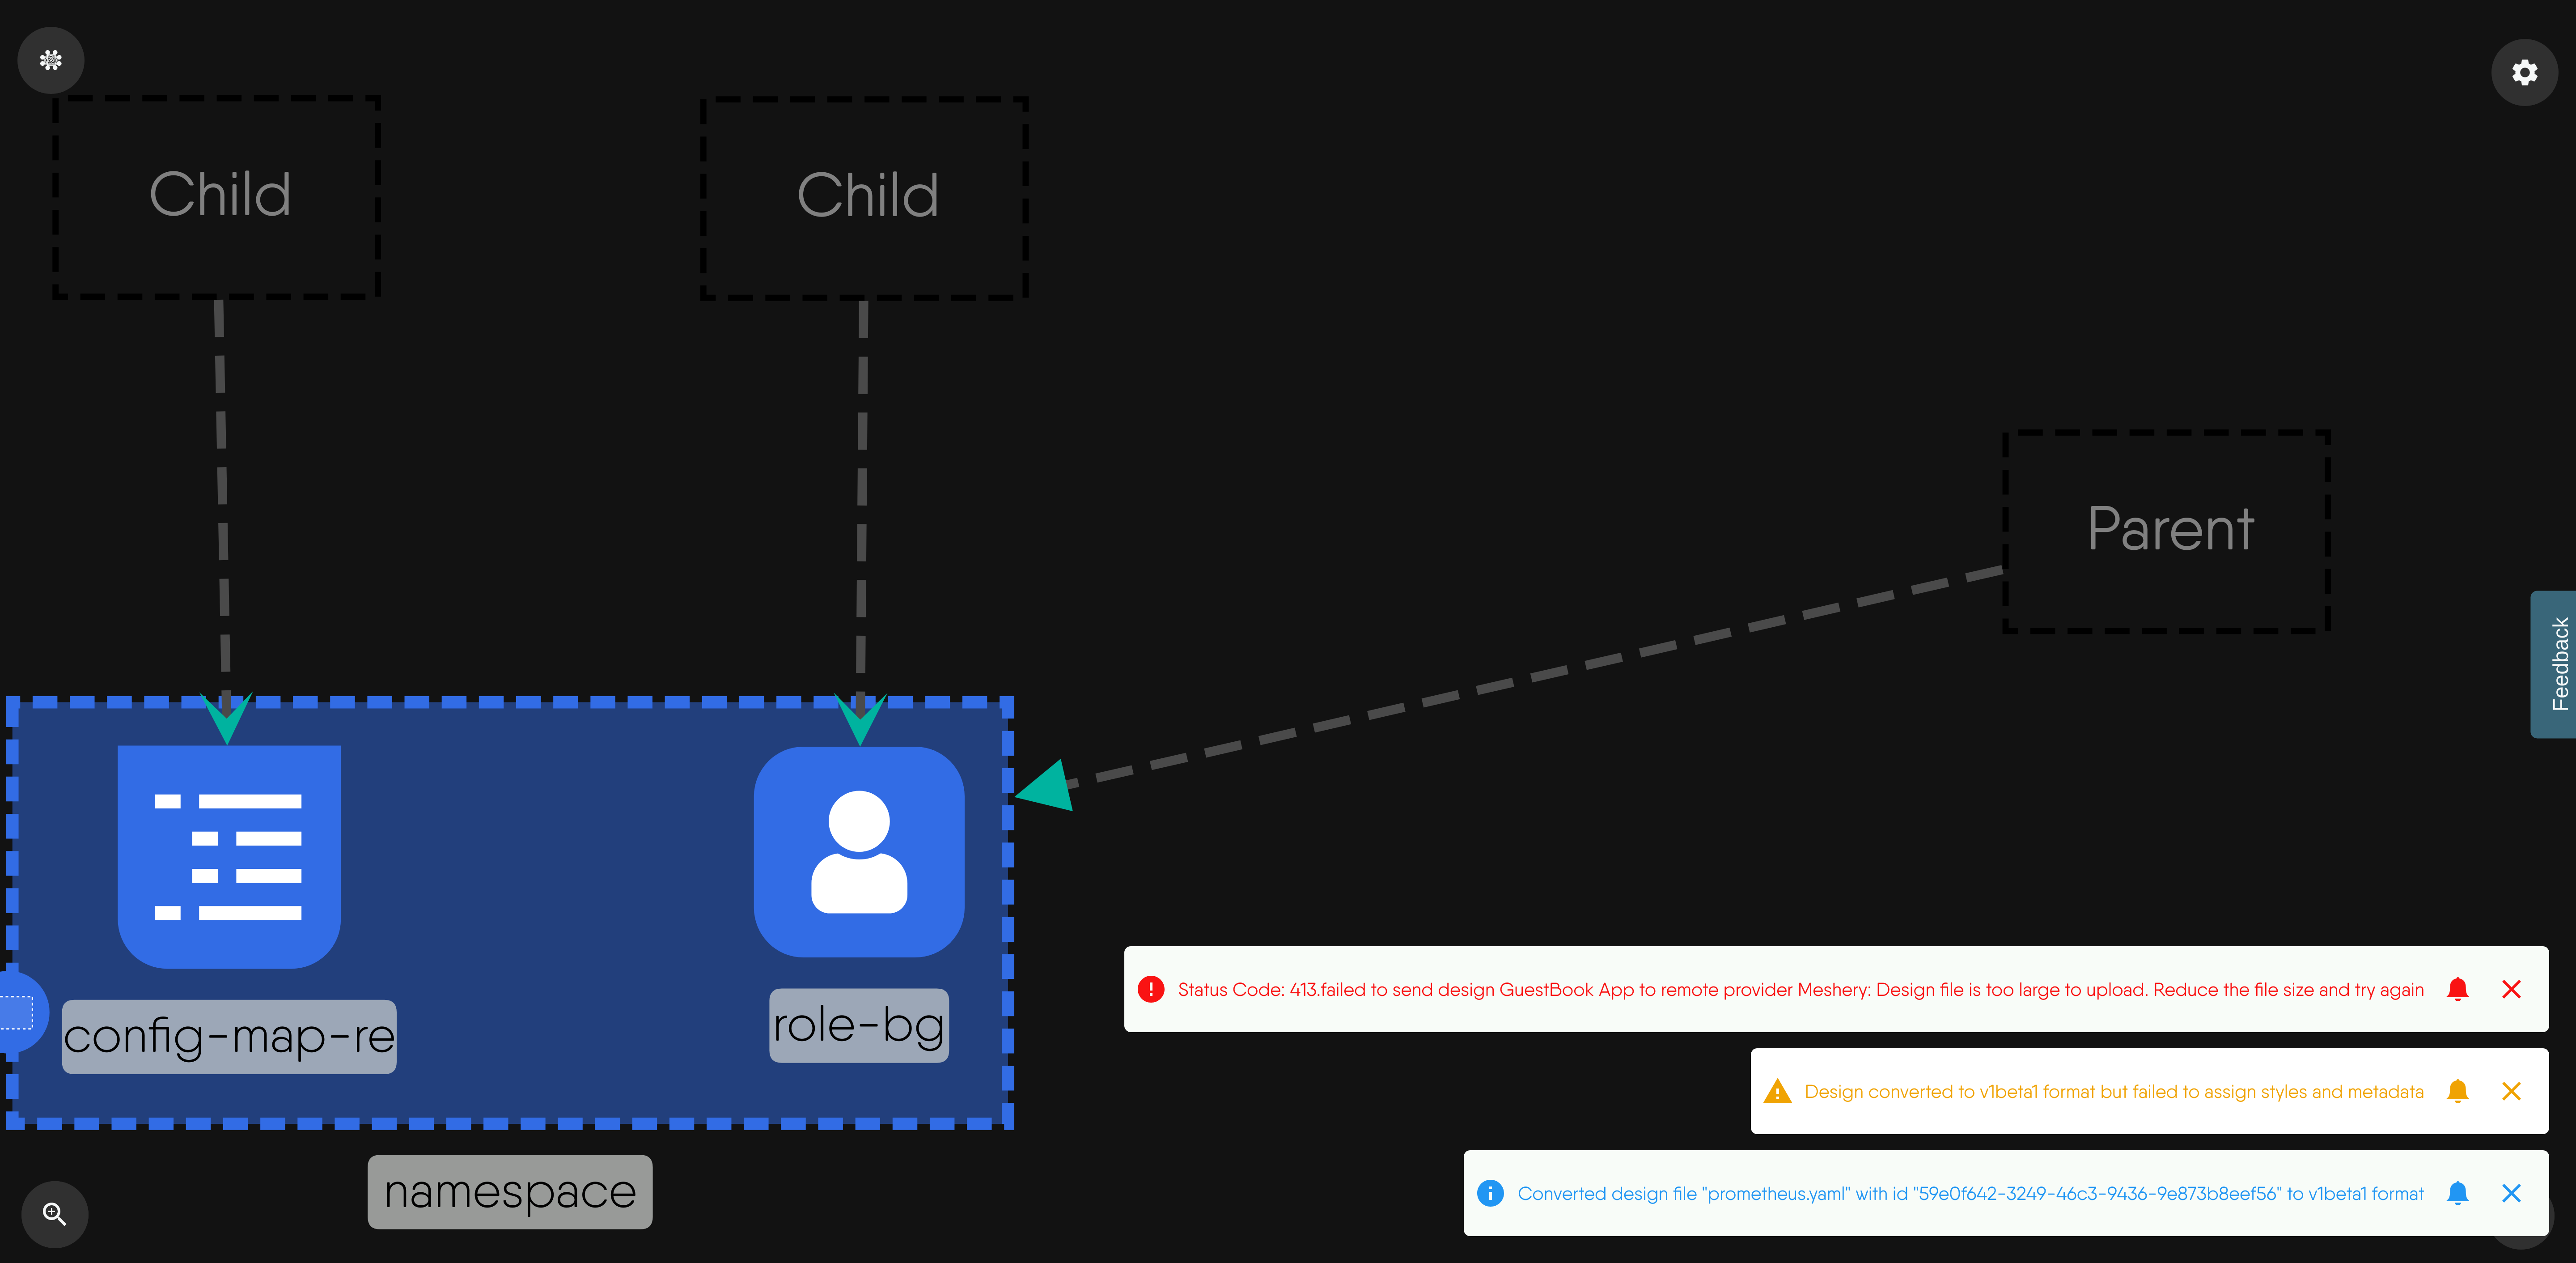 Child
Child
Parent
Feedback
config-map-re
role-bg
namespace
Status Code: 413.failed to send design GuestBook App to remote provider Meshery: Design file is too large to upload. Reduce the file size and try again
Design converted to v1beta1 format but failed to assign styles and metadata
Converted design file "prometheus.yaml" with id "59e0f642-3249-46c3-9436-9e873b8eef56" to v1beta1 format